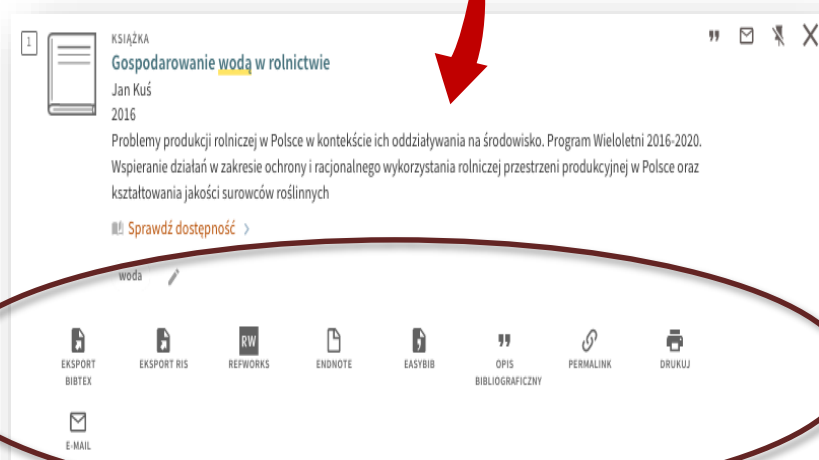 1
KSIĄŻKA
Gospodarowanie wodą w rolnictwie
Jan Kuś
2016
Problemy produkcji rolniczej w Polsce w kontekście ich oddziaływania na środowisko. Program Wieloletni 2016-2020.
Wspieranie działań w zakresie ochrony i racjonalnego wykorzystania rolniczej przestrzeni produkcyjnej w Polsce oraz
kształtowania jakości surowców roślinnych
Sprawdź dostępność
woda
EKSPORT BIBTEX
EKSPORT RIS
RW
REFWORKS
ENDNOTE
EASYBIB
OPIS BIBLIOGRAFICZNY
PERMALINK
DRUKUJ
E-MAIL